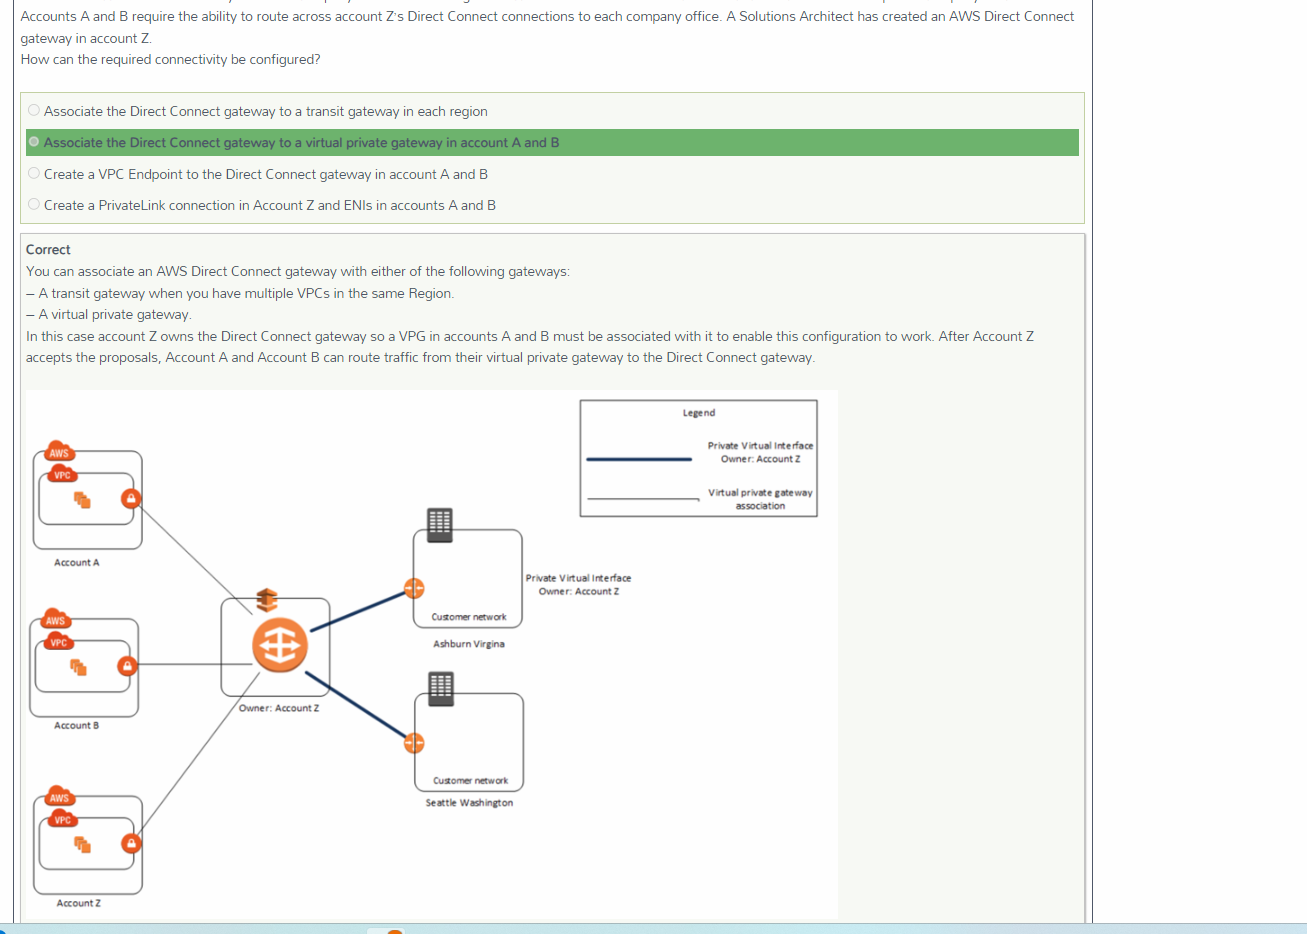 Accounts A and B require the ability to route across account Z's Direct Connect connections to each company office. A Solutions Architect has created an AWS Direct Connect
gateway in account Z.
How can the required connectivity be configured?
Associate the Direct Connect gateway to a transit gateway in each region
Associate the Direct Connect gateway to a virtual private gateway in account A and B
Create a VPC Endpoint to the Direct Connect gateway in account A and B
Create a PrivateLink connection in Account Z and ENIs in accounts A and B
Correct
You can associate an AWS Direct Connect gateway with either of the following gateways:
– A transit gateway when you have multiple VPCs in the same Region.
– A virtual private gateway.
In this case account Z owns the Direct Connect gateway so a VPG in accounts A and B must be associated with it to enable this configuration to work. After Account Z
accepts the proposals, Account A and Account B can route traffic from their virtual private gateway to the Direct Connect gateway.
Legend
Private Virtual Interface
Owner: Account Z
Virtual private gateway
association
AWS
VPC
Account A
Private Virtual Interface
Owner: Account Z
Customer network
Ashburn Virgina
AWS
VPC
Account B
Owner: Account Z
Customer network
Seattle Washington
AWS
VPC
Account Z